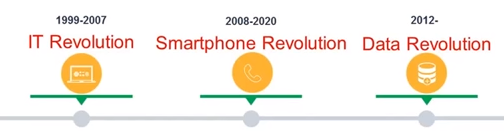 1999-2007
IT Revolution
2008-2020
Smartphone Revolution
2012-
Data Revolution